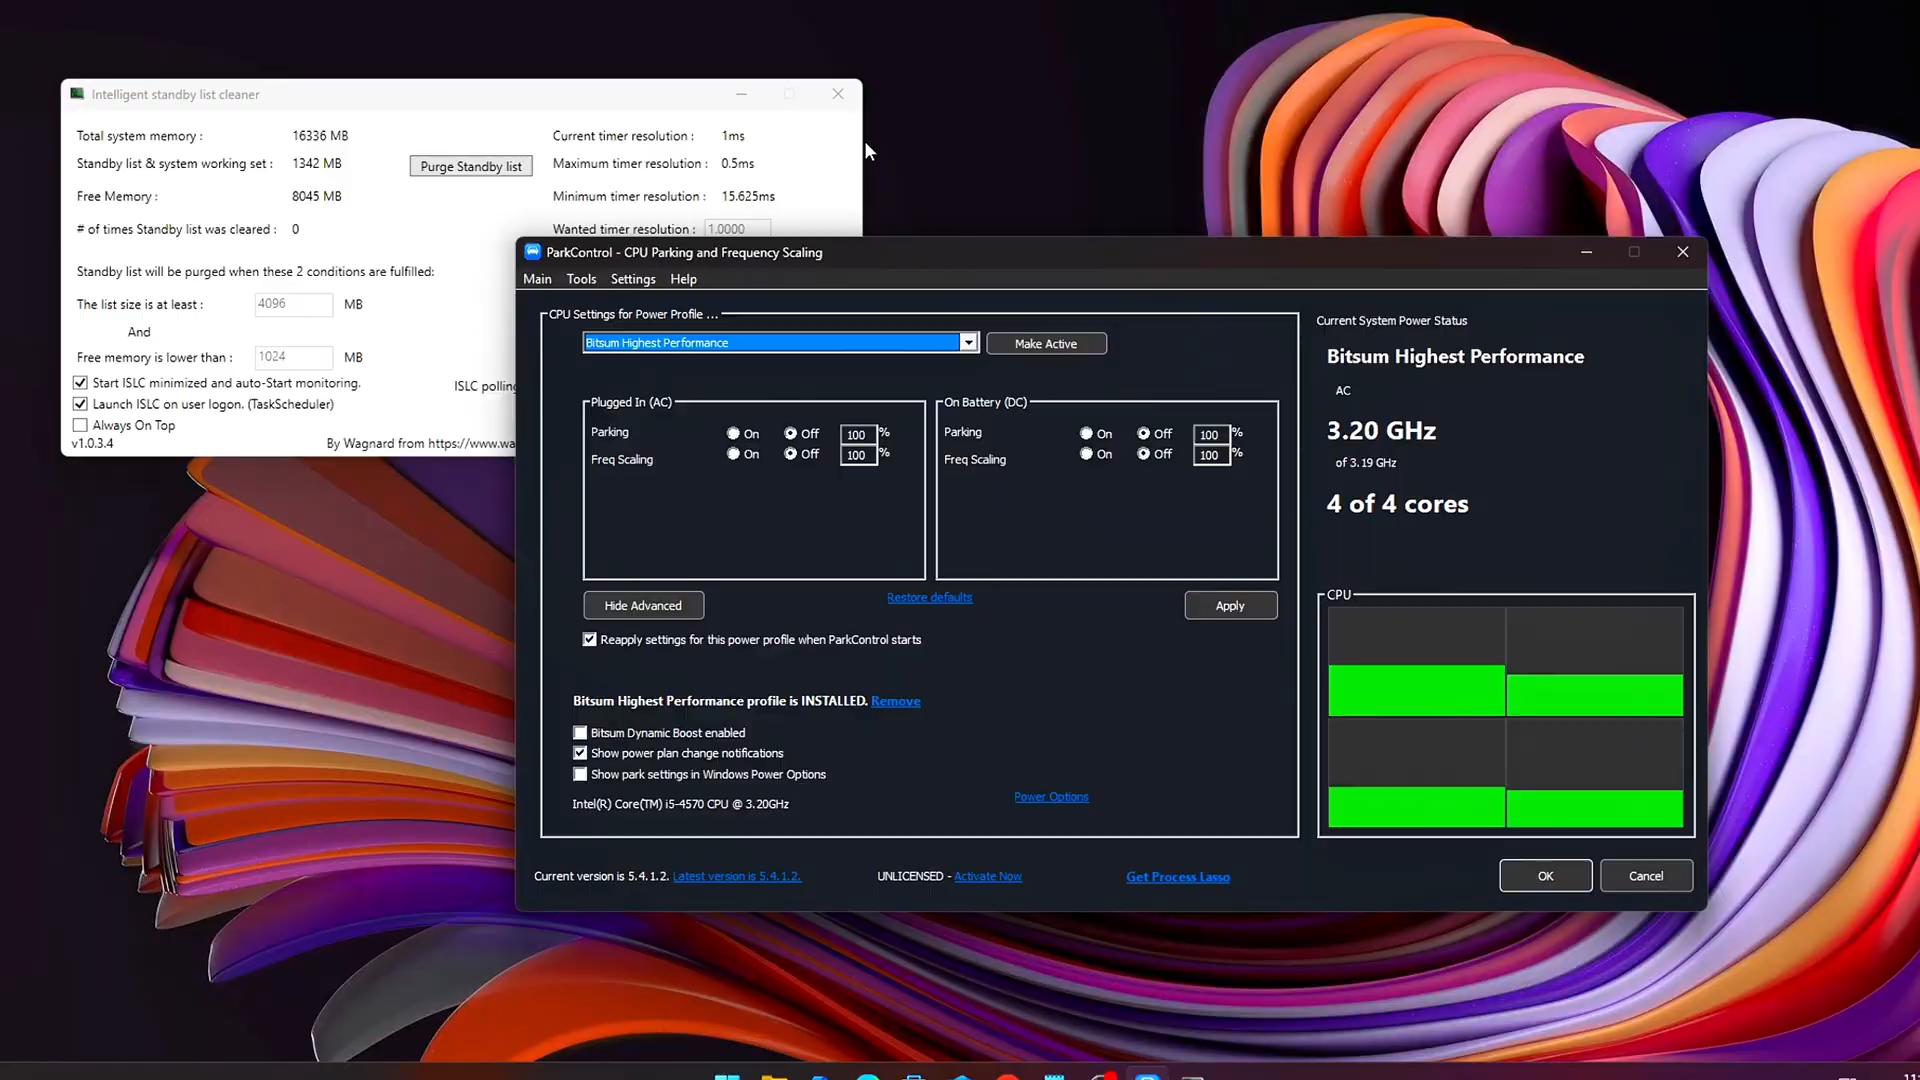 Intelligent standby list cleaner
Total system memory : 16336 MB
Standby list & system working set : 1342 MB
Free Memory : 8045 MB
# of times Standby list was cleared : 0
Purge Standby list
Current timer resolution : 1ms
Maximum timer resolution : 0.5ms
Minimum timer resolution : 15.625ms
Wanted timer resolution : 1.0000
Standby list will be purged when these 2 conditions are fulfilled:
The list size is at least : 4096 MB
And
Free memory is lower than : 1024 MB
Start ISLC minimized and auto-Start monitoring.
ISLC polling
Launch ISLC on user logon. (TaskScheduler)
Always On Top
v1.0.3.4
By Wagnard from https://www.wa
ParkControl - CPU Parking and Frequency Scaling
Main Tools Settings Help
CPU Settings for Power Profile ...
Bitsum Highest Performance
Make Active
Plugged In (AC)
Parking On Off 100 %
Freq Scaling On Off 100 %
On Battery (DC)
Parking On Off 100 %
Freq Scaling On Off 100 %
Hide Advanced
Restore defaults
Apply
Reapply settings for this power profile when ParkControl starts
Bitsum Highest Performance profile is INSTALLED. Remove
Bitsum Dynamic Boost enabled
Show power plan change notifications
Show park settings in Windows Power Options
Intel(R) Core(TM) i5-4570 CPU @ 3.20GHz
Power Options
Current System Power Status
Bitsum Highest Performance
AC
3.20 GHz
of 3.19 GHz
4 of 4 cores
CPU
Current version is 5.4.1.2. Latest version is 5.4.1.2.
UNLICENSED - Activate Now
Get Process Lasso
OK
Cancel